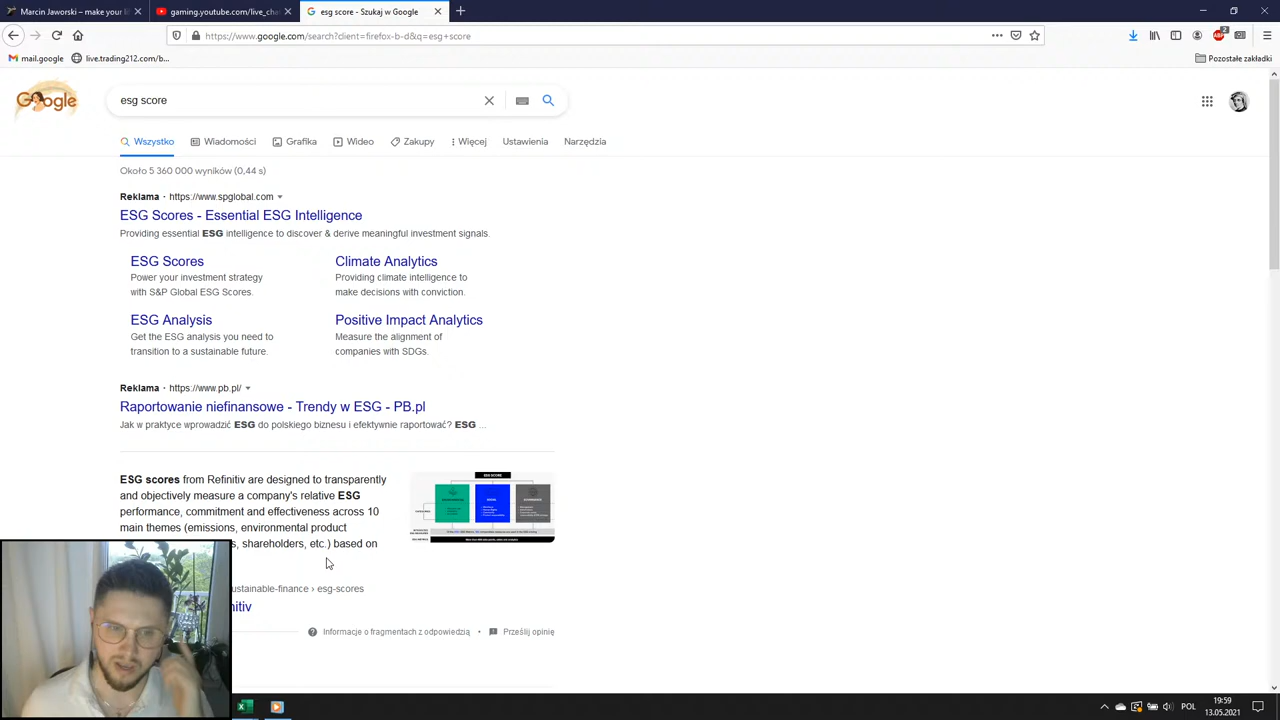 Marcin Jaworski – make your M
gaming.youtube.com/live_cha
esg score - Szukaj w Google
https://www.google.com/search?client=firefox-b-d&q=esg+score
mail.google
live.trading212.com/b...
Pozostałe zakładki
Google
esg score
Wszystko
Wiadomości
Grafika
Wideo
Zakupy
Więcej
Ustawienia
Narzędzia
Około 5 360 000 wyników (0,44 s)
Reklama · https://www.spglobal.com
ESG Scores - Essential ESG Intelligence
Providing essential ESG intelligence to discover & derive meaningful investment signals.
ESG Scores
Power your investment strategy
with S&P Global ESG Scores.
Climate Analytics
Providing climate intelligence to
make decisions with conviction.
ESG Analysis
Get the ESG analysis you need to
transition to a sustainable future.
Positive Impact Analytics
Measure the alignment of
companies with SDGs.
Reklama · https://www.pb.pl/
Raportowanie niefinansowe - Trendy w ESG - PB.pl
Jak w praktyce wprowadzić ESG do polskiego biznesu i efektywnie raportować? ESG ...
ESG scores from Refinitiv are designed to transparently
and objectively measure a company's relative ESG
performance, commitment and effectiveness across 10
main themes (emissions, environmental product
s, shareholders, etc.) based on
ESG SCORE
ustainable-finance › esg-scores
nitiv
Informacje o fragmentach z odpowiedzią
•
Prześlij opinię
POL
19:59
13.05.2021